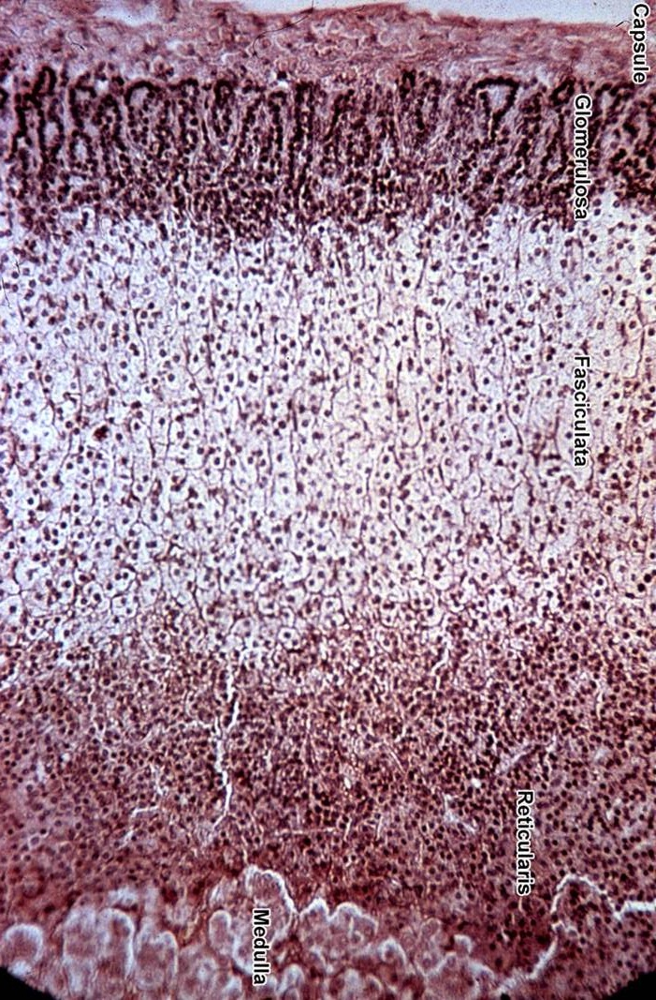 Capsule
Glomerulosa
Fasciculata
Reticularis
Medulla